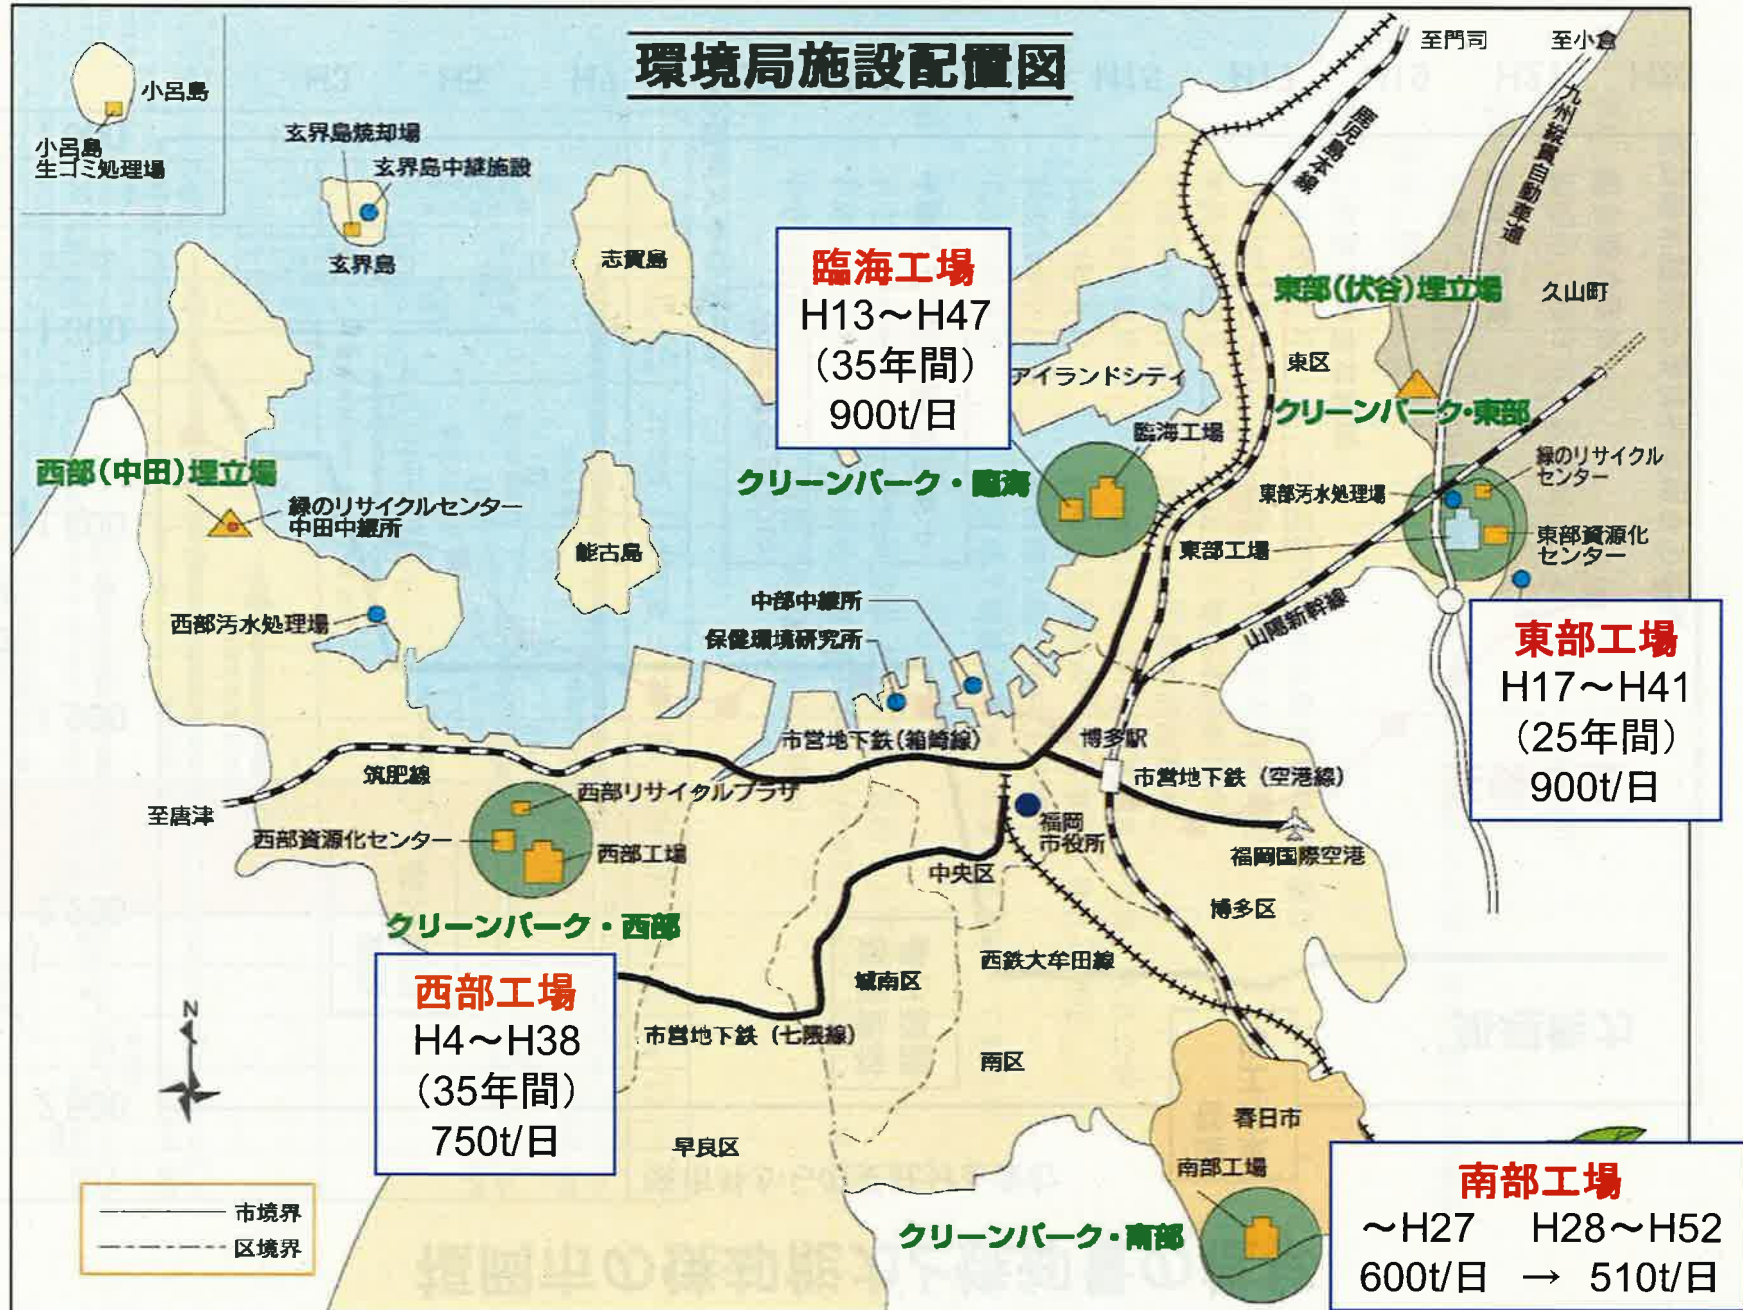 環境局施設配置図
至門司
至小倉
小呂島
小呂島
生ゴミ処理場
玄界島焼却場
玄界島中継施設
玄界島
志賀島
鹿児島本線
九州縦貫自動車道
臨海工場
H13～H47
（35年間）
900t/日
東部(伏谷)埋立場
久山町
東区
アイランドシティ
クリーンパーク・東部
臨海工場
クリーンパーク・臨海
緑のリサイクル
センター
東部汚水処理場
東部工場
東部資源化
センター
西部(中田)埋立場
緑のリサイクルセンター
中田中継所
能古島
西部汚水処理場
中部中継所
保健環境研究所
山陽新幹線
東部工場
H17～H41
（25年間）
900t/日
市営地下鉄(箱崎線)
博多駅
市営地下鉄（空港線）
筑肥線
至唐津
西部リサイクルプラザ
西部資源化センター
西部工場
福岡
市役所
福岡国際空港
中央区
博多区
クリーンパーク・西部
西鉄大牟田線
城南区
西部工場
H4～H38
（35年間）
750t/日
市営地下鉄（七隈線）
南区
早良区
春日市
南部工場
クリーンパーク・南部
南部工場
～H27 H28～H52
600t/日 → 510t/日
N
市境界
区境界